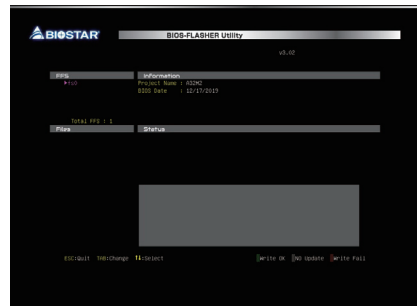 BIOSTAR
BIOS-FLASHER Utility
v3.02
FFS
Information
fs0
Project Name : A32M2
BIOS Date : 12/17/2019
Total FFS : 1
Files
Status
ESC:Quit TAB:Change ↑↓:Select
Write OK NO Update Write Fail